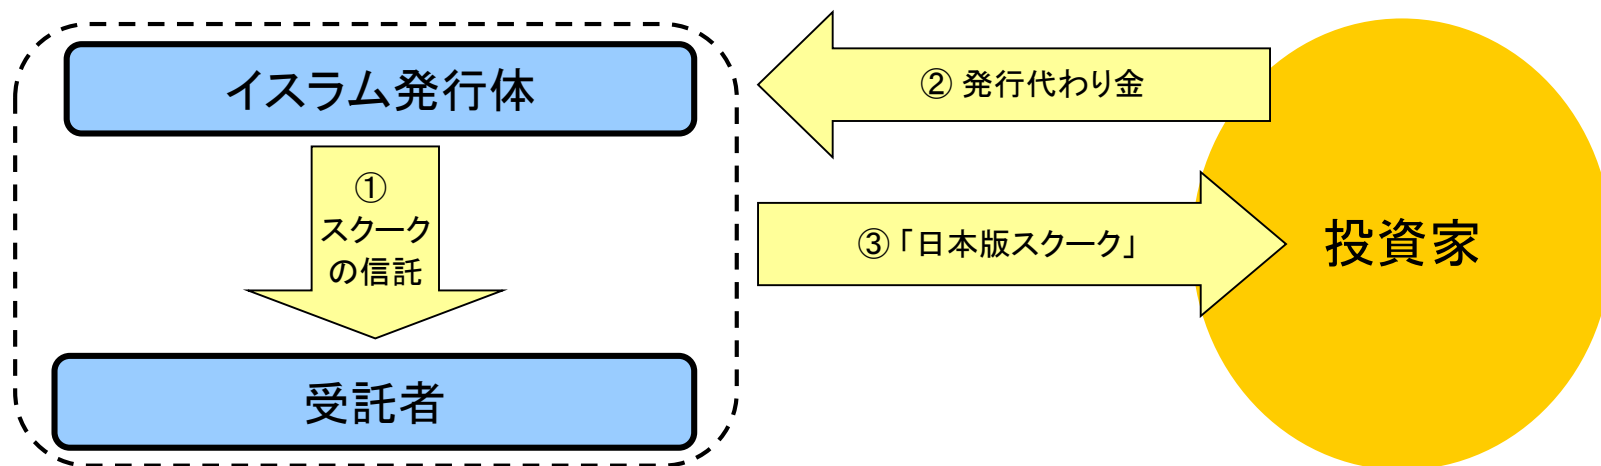 イスラム発行体
② 発行代わり金
①
スクーク
の信託
③「日本版スクーク」
投資家
受託者